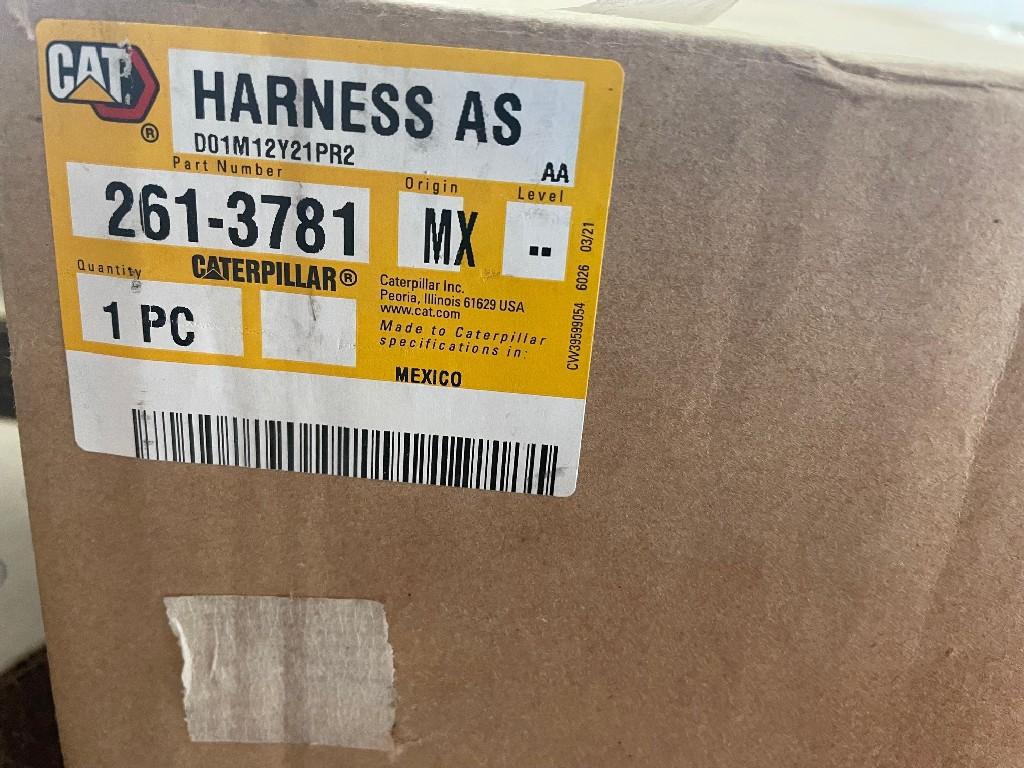 CAT®
HARNESS AS
D01M12Y21PR2
AA
Part Number
Origin
Level
261-3781
MX
--
Quantity
CATERPILLAR®
1 PC
Caterpillar Inc.
Peoria, Illinois 61629 USA
www.cat.com
Made to Caterpillar
specifications in:
MEXICO
CW39599054 6026 03/21